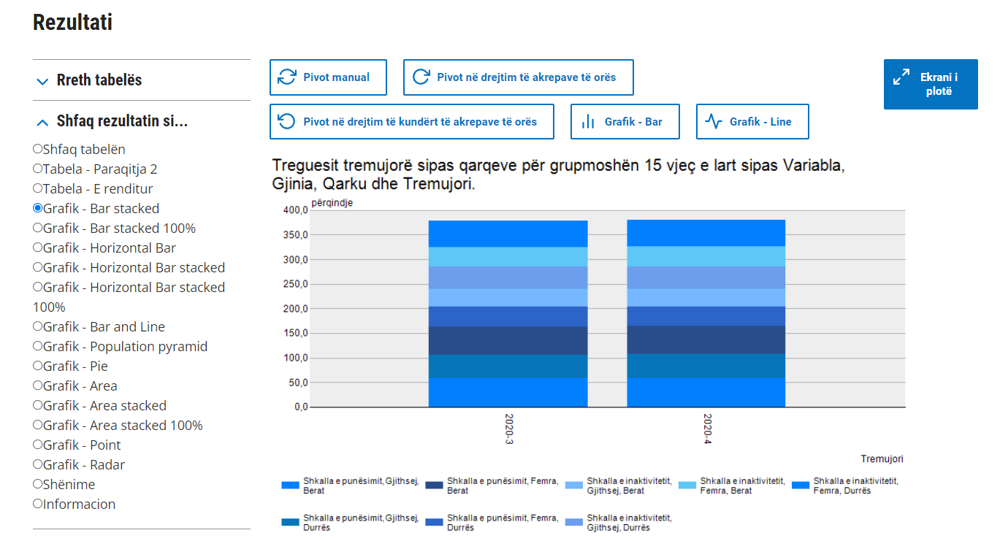 Rezultati
Rreth tabelës
Shfaq rezultatin si...
Shfaq tabelën
Tabela - Paraqitja 2
Tabela - E renditur
Grafik - Bar stacked
Grafik - Bar stacked 100%
Grafik - Horizontal Bar
Grafik - Horizontal Bar stacked
Grafik - Horizontal Bar stacked
100%
Grafik - Bar and Line
Grafik - Population pyramid
Grafik - Pie
Grafik - Area
Grafik - Area stacked
Grafik - Area stacked 100%
Grafik - Point
Grafik - Radar
Shënime
Informacion
Pivot manual
Pivot në drejtim të akrepave të orës
Ekrani i
plotë
Pivot në drejtim të kundërt të akrepave të orës
Grafik - Bar
Grafik - Line
Treguesit tremujorë sipas qarqeve për grupmoshën 15 vjeç e lart sipas Variabla,
Gjinia, Qarku dhe Tremujori.
përqindje
400,0
350,0
300,0
250,0
200,0
150,0
100,0
50,0
0,0
2020-3
2020-4
Tremujori
Shkalla e punësimit, Gjithsej,
Berat
Shkalla e punësimit, Femra,
Berat
Shkalla e inaktivitetit,
Gjithsej, Berat
Shkalla e inaktivitetit,
Femra, Berat
Shkalla e inaktivitetit,
Femra, Durrës
Shkalla e punësimit, Gjithsej,
Durrës
Shkalla e punësimit, Femra,
Durrës
Shkalla e inaktivitetit,
Gjithsej, Durrës